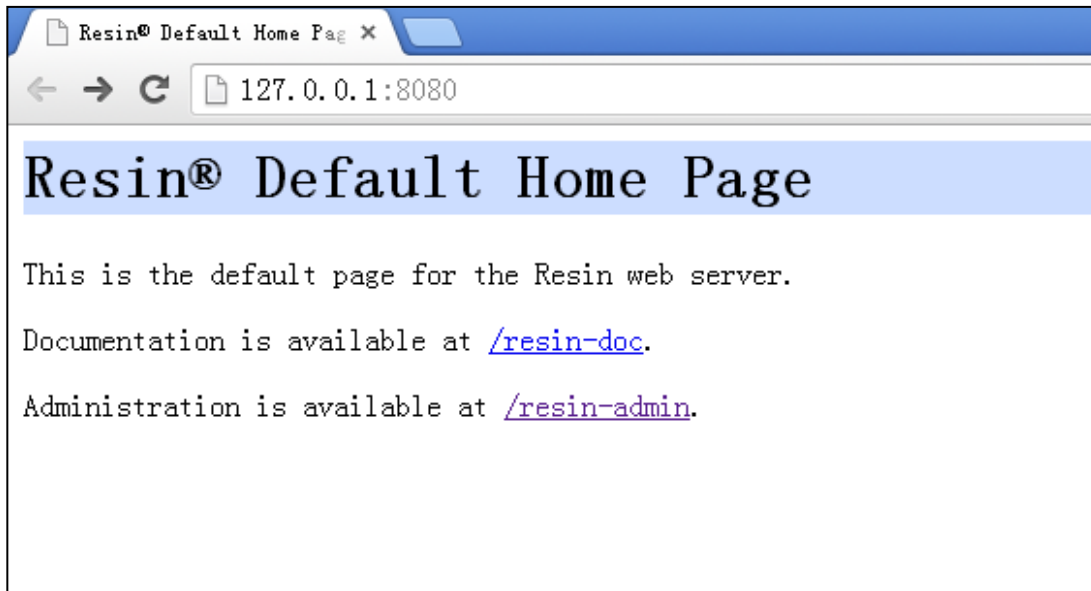 Resin® Default Home Pag
127.0.0.1:8080
Resin® Default Home Page
This is the default page for the Resin web server.
Documentation is available at /resin-doc.
Administration is available at /resin-admin.